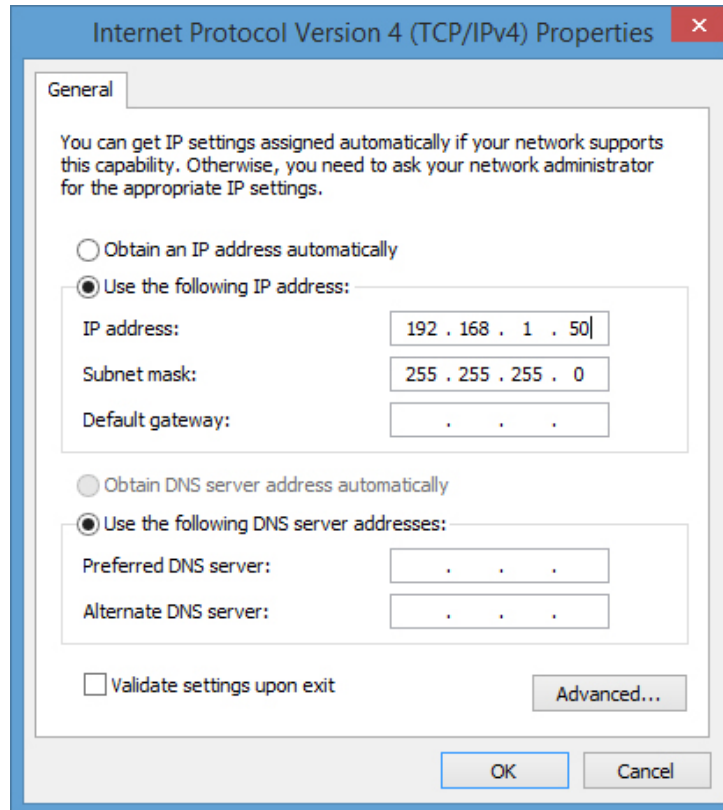 Internet Protocol Version 4 (TCP/IPv4) Properties
General
You can get IP settings assigned automatically if your network supports
this capability. Otherwise, you need to ask your network administrator
for the appropriate IP settings.
Obtain an IP address automatically
Use the following IP address:
IP address: 192 . 168 . 1 . 50
Subnet mask: 255 . 255 . 255 . 0
Default gateway: . . .
Obtain DNS server address automatically
Use the following DNS server addresses:
Preferred DNS server: . . .
Alternate DNS server: . . .
Validate settings upon exit
Advanced...
OK Cancel